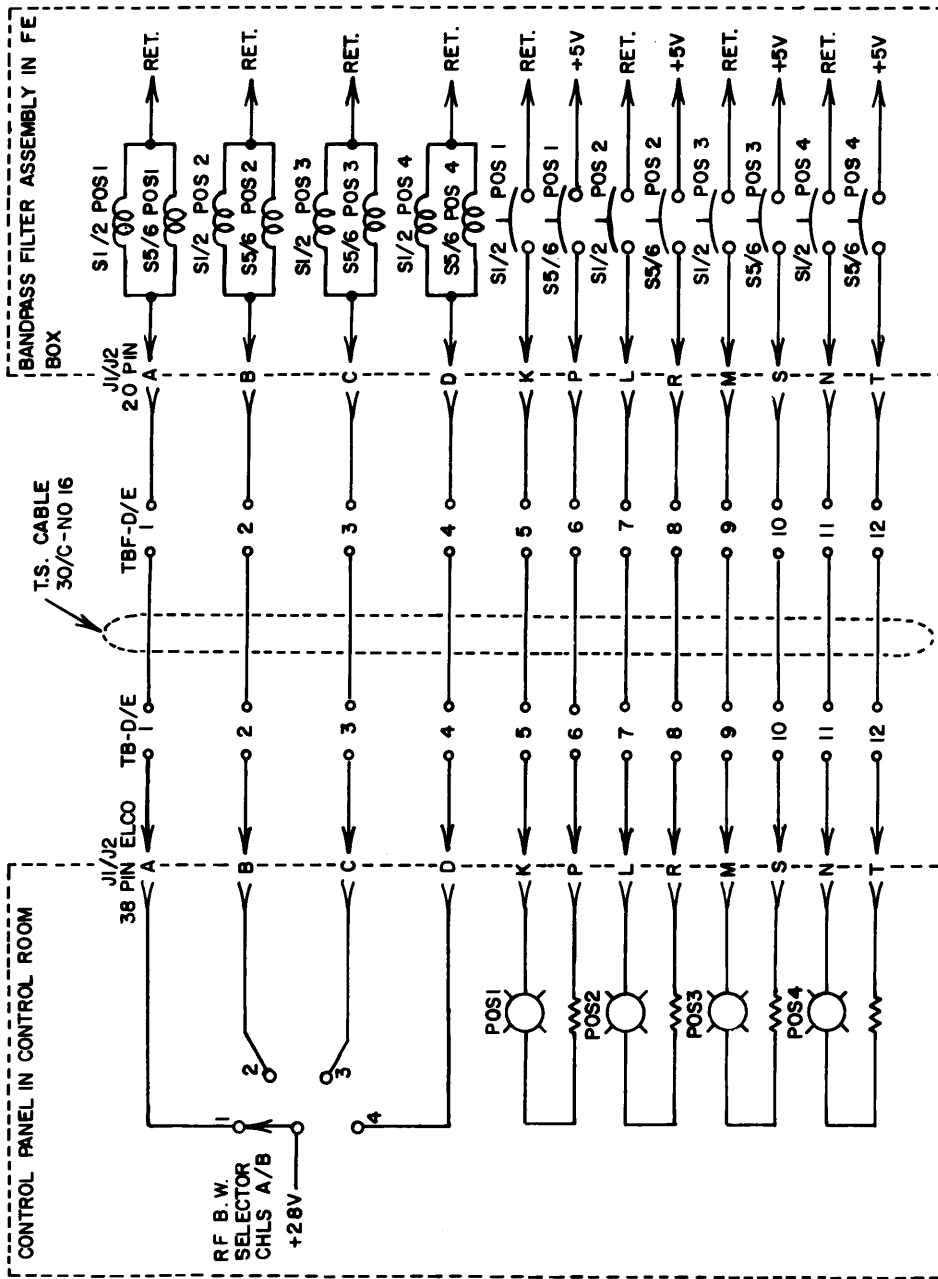 BANDPASS FILTER ASSEMBLY IN FE
BOX
S1/2 POS 1
S5/6 POS1
RET.
S1/2 POS 2
S5/6 POS 2
RET.
S1/2 POS 3
S5/6 POS 3
RET.
S1/2 POS 4
S5/6 POS 4
RET.
S1/2 POS 1
RET.
S5/6 POS 1
+5V
S1/2 POS 2
RET.
S5/6 POS 2
+5V
S1/2 POS 3
RET.
S5/6 POS 3
+5V
S1/2 POS 4
RET.
S5/6 POS 4
+5V
J1/J2
20 PIN
A
B
C
D
K
P
L
R
M
S
N
T
T.S. CABLE
30/C-NO 16
TBF-D/E
1
2
3
4
5
6
7
8
9
10
11
12
TB-D/E
1
2
3
4
5
6
7
8
9
10
11
12
J1/J2
38 PIN ELCO
A
B
C
D
K
P
L
R
M
S
N
T
CONTROL PANEL IN CONTROL ROOM
1
2
3
4
RF B.W.
SELECTOR
CHLS A/B
+28V
POS1
POS2
POS3
POS4